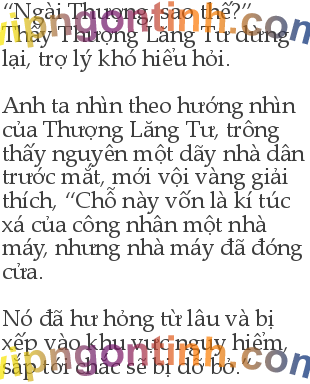 “Ngài Thượng, sao thế?”
Thấy Thượng Lăng Tư dừng
lại, trợ lý khó hiểu hỏi.
Anh ta nhìn theo hướng nhìn
của Thượng Lăng Tư, trông
thấy nguyên một dãy nhà dân
trước mắt, mới vội vàng giải
thích, “Chỗ này vốn là kí túc
xá của công nhân một nhà
máy, nhưng nhà máy đã đóng
cửa.
Nó đã hư hỏng từ lâu và bị
xếp vào khu vực nguy hiểm,
sắp tới chắc sẽ bị dỡ bỏ.“
vipngontinh.com
vipngontinh.com